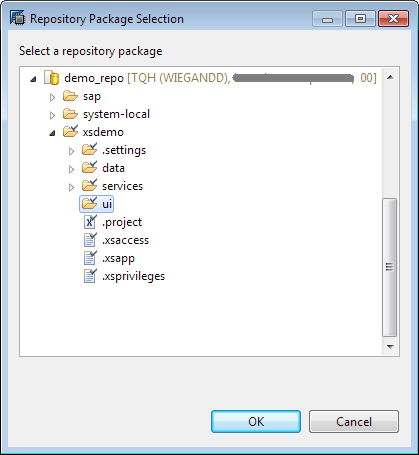 Repository Package Selection
Select a repository package
demo_repo [TQH (WIEGANDD), 00]
sap
system-local
xsdemo
.settings
data
services
ui
.project
.xsaccess
.xsapp
.xsprivileges
OK Cancel